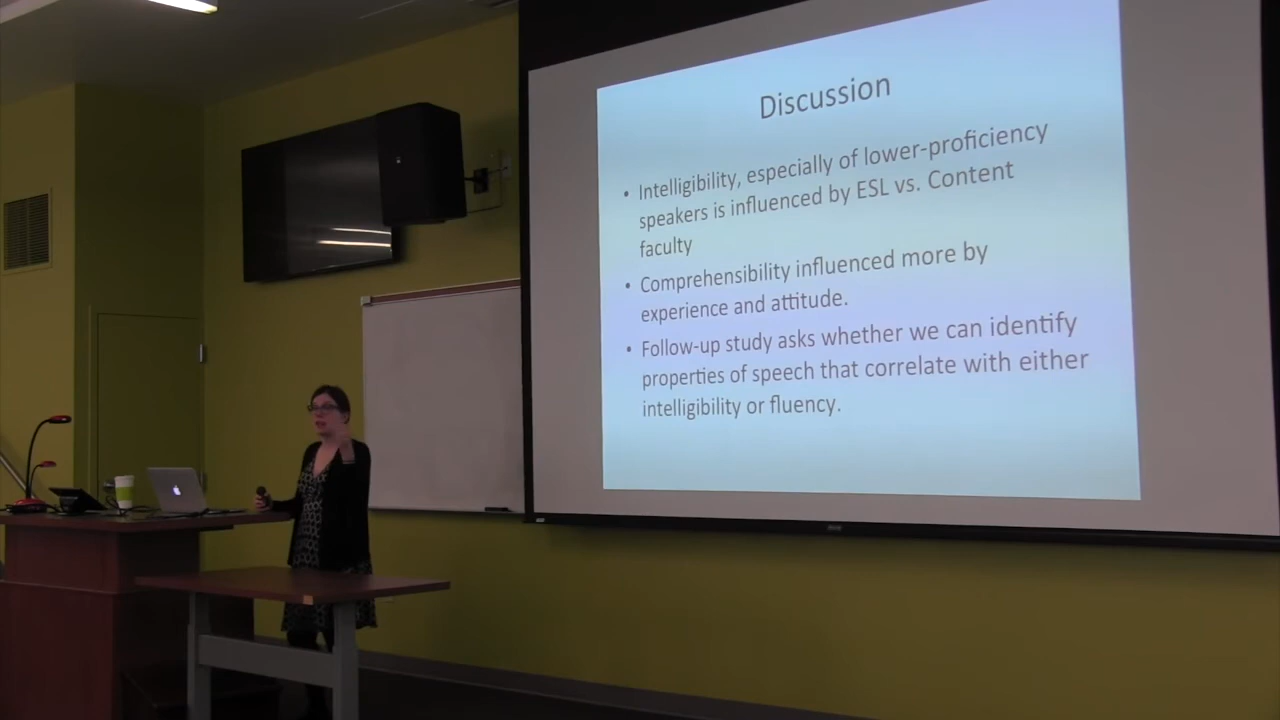 Discussion
• Intelligibility, especially of lower-proficiency
speakers is influenced by ESL vs. Content
faculty
• Comprehensibility influenced more by
experience and attitude.
• Follow-up study asks whether we can identify
properties of speech that correlate with either
intelligibility or fluency.